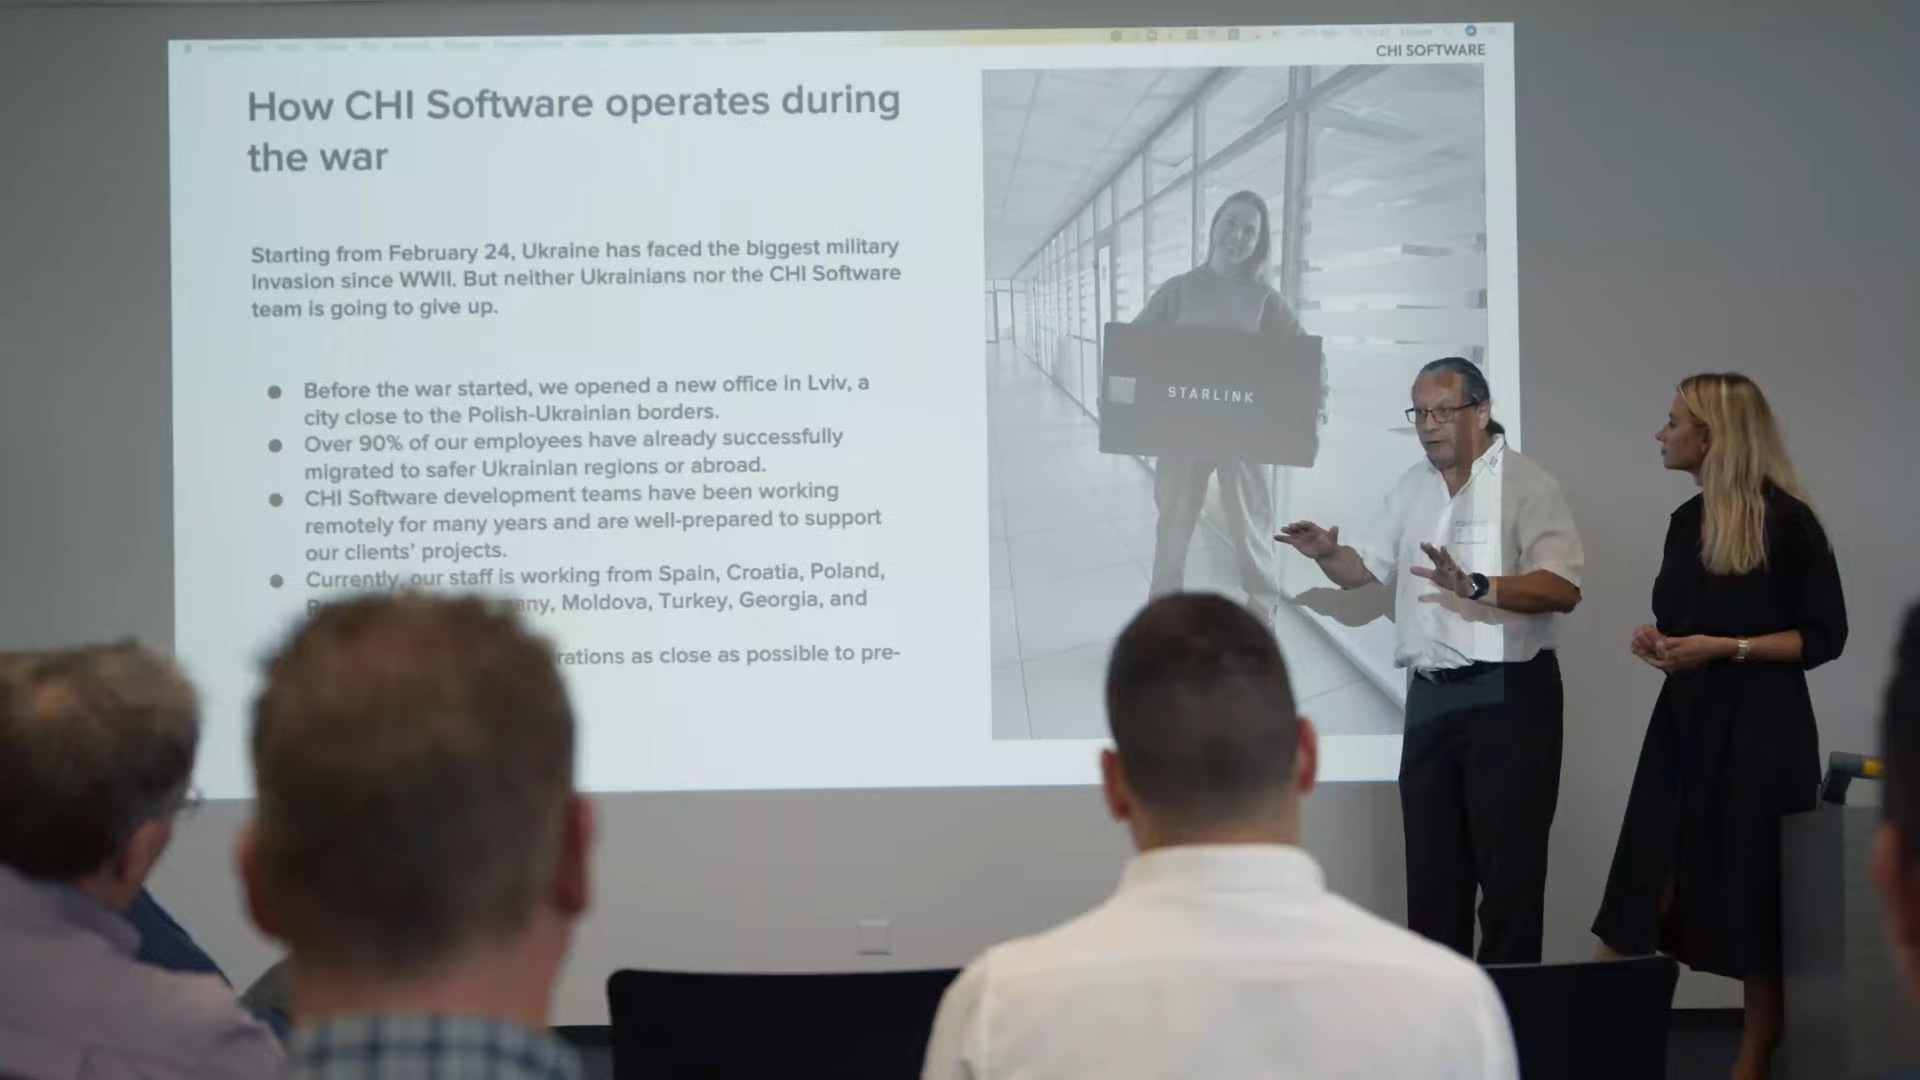 CHI SOFTWARE
How CHI Software operates during
the war
Starting from February 24, Ukraine has faced the biggest military
invasion since WWII. But neither Ukrainians nor the CHI Software
team is going to give up.
● Before the war started, we opened a new office in Lviv, a
city close to the Polish-Ukrainian borders.
● Over 90% of our employees have already successfully
migrated to safer Ukrainian regions or abroad.
● CHI Software development teams have been working
remotely for many years and are well-prepared to support
our clients’ projects.
● Currently, our staff is working from Spain, Croatia, Poland,
any, Moldova, Turkey, Georgia, and
rations as close as possible to pre-
STARLINK